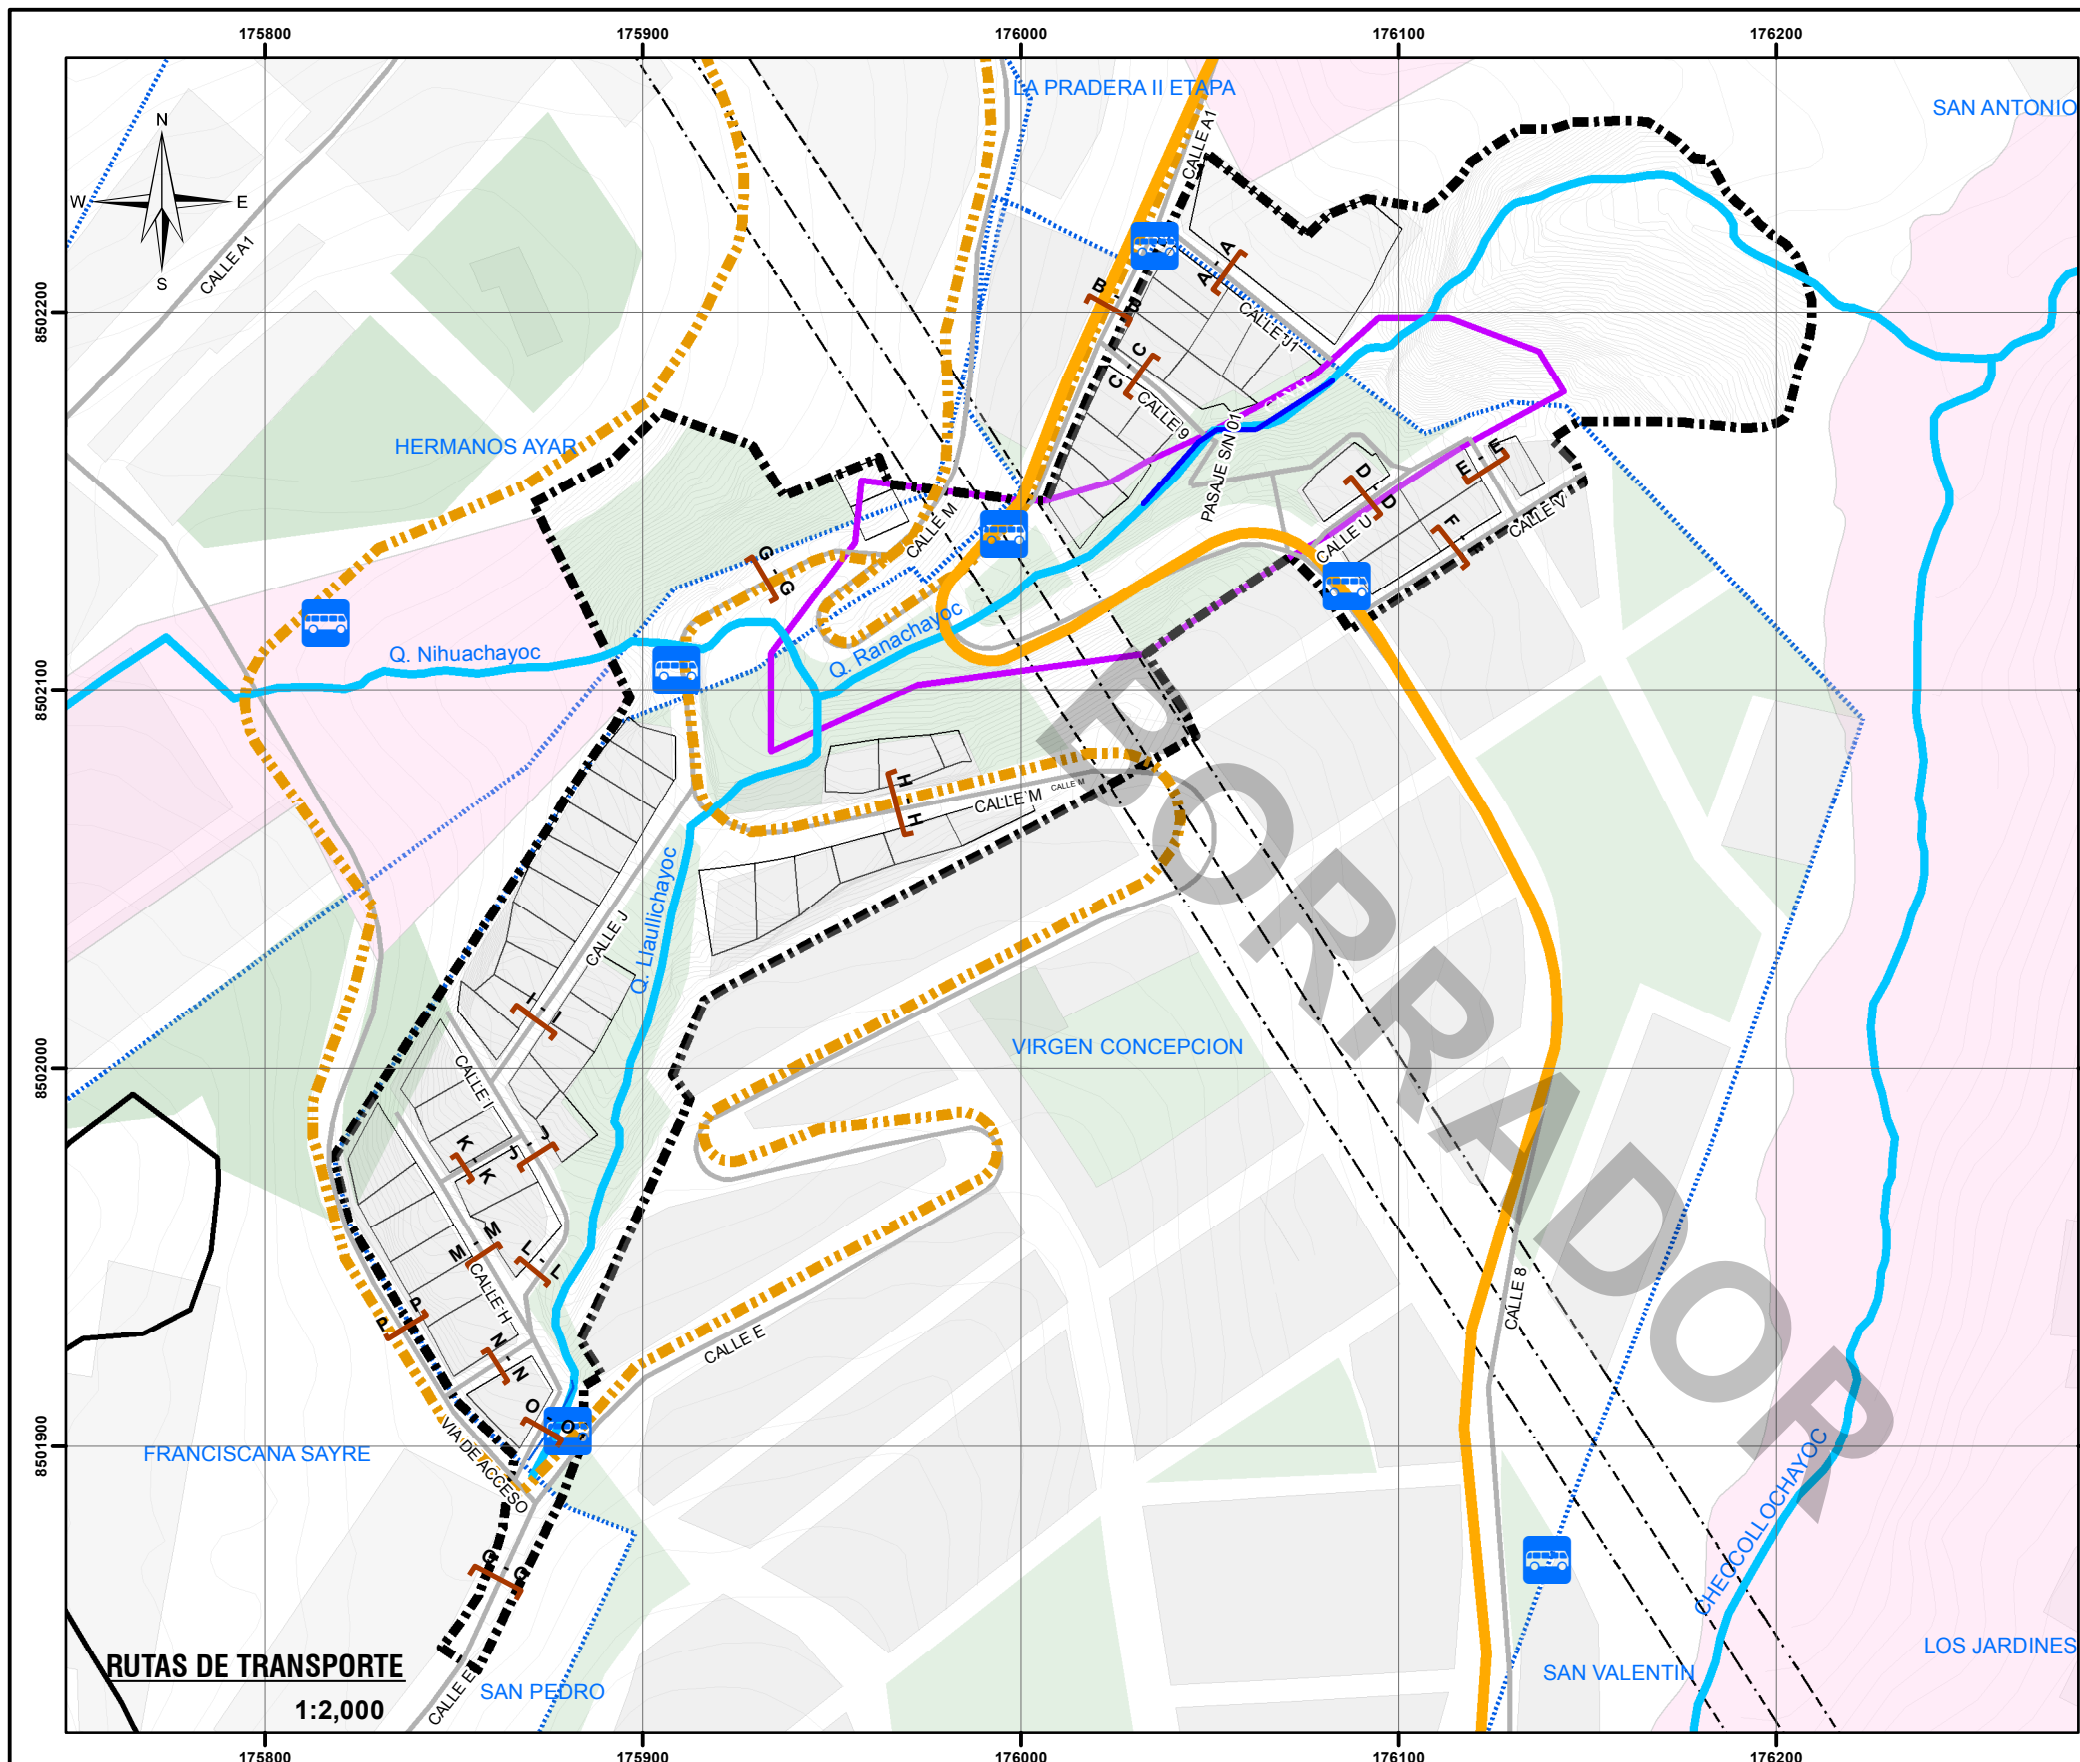 175800 175900 176000 176100 176200
LA PRADERA II ETAPA
SAN ANTONIO
CALLE A1
N
W E
S
CALLE A1
8502200
8502200
A - A
B - B
CALLE J1
C - C
CALLE 9
HERMANOS AYAR
PASAJE S/N 01
D - D
E - E
F - F
CALLE M
CALLE U
CALLE V
G - G
Q. Nihuachayoc
Q. Ranachayoc
8502100
H - H
CALLE M
CALLE M
Q. Llaullichayoc
CALLE J
I - I
VIRGEN CONCEPCION
8502000
CALLE I
K - K
J - J
M - M
L - L
CALLE H
P - P
N - N
CALLE E
CALLE 8
O - O
FRANCISCANA SAYRE
VIA DE ACCESO
8501900
CHECCOLLOCHAYOC
Q - Q
RUTAS DE TRANSPORTE
1:2,000
CALLE E
SAN PEDRO
SAN VALENTIN
LOS JARDINES
BORRADOR
175800 175900 176000 176100 176200